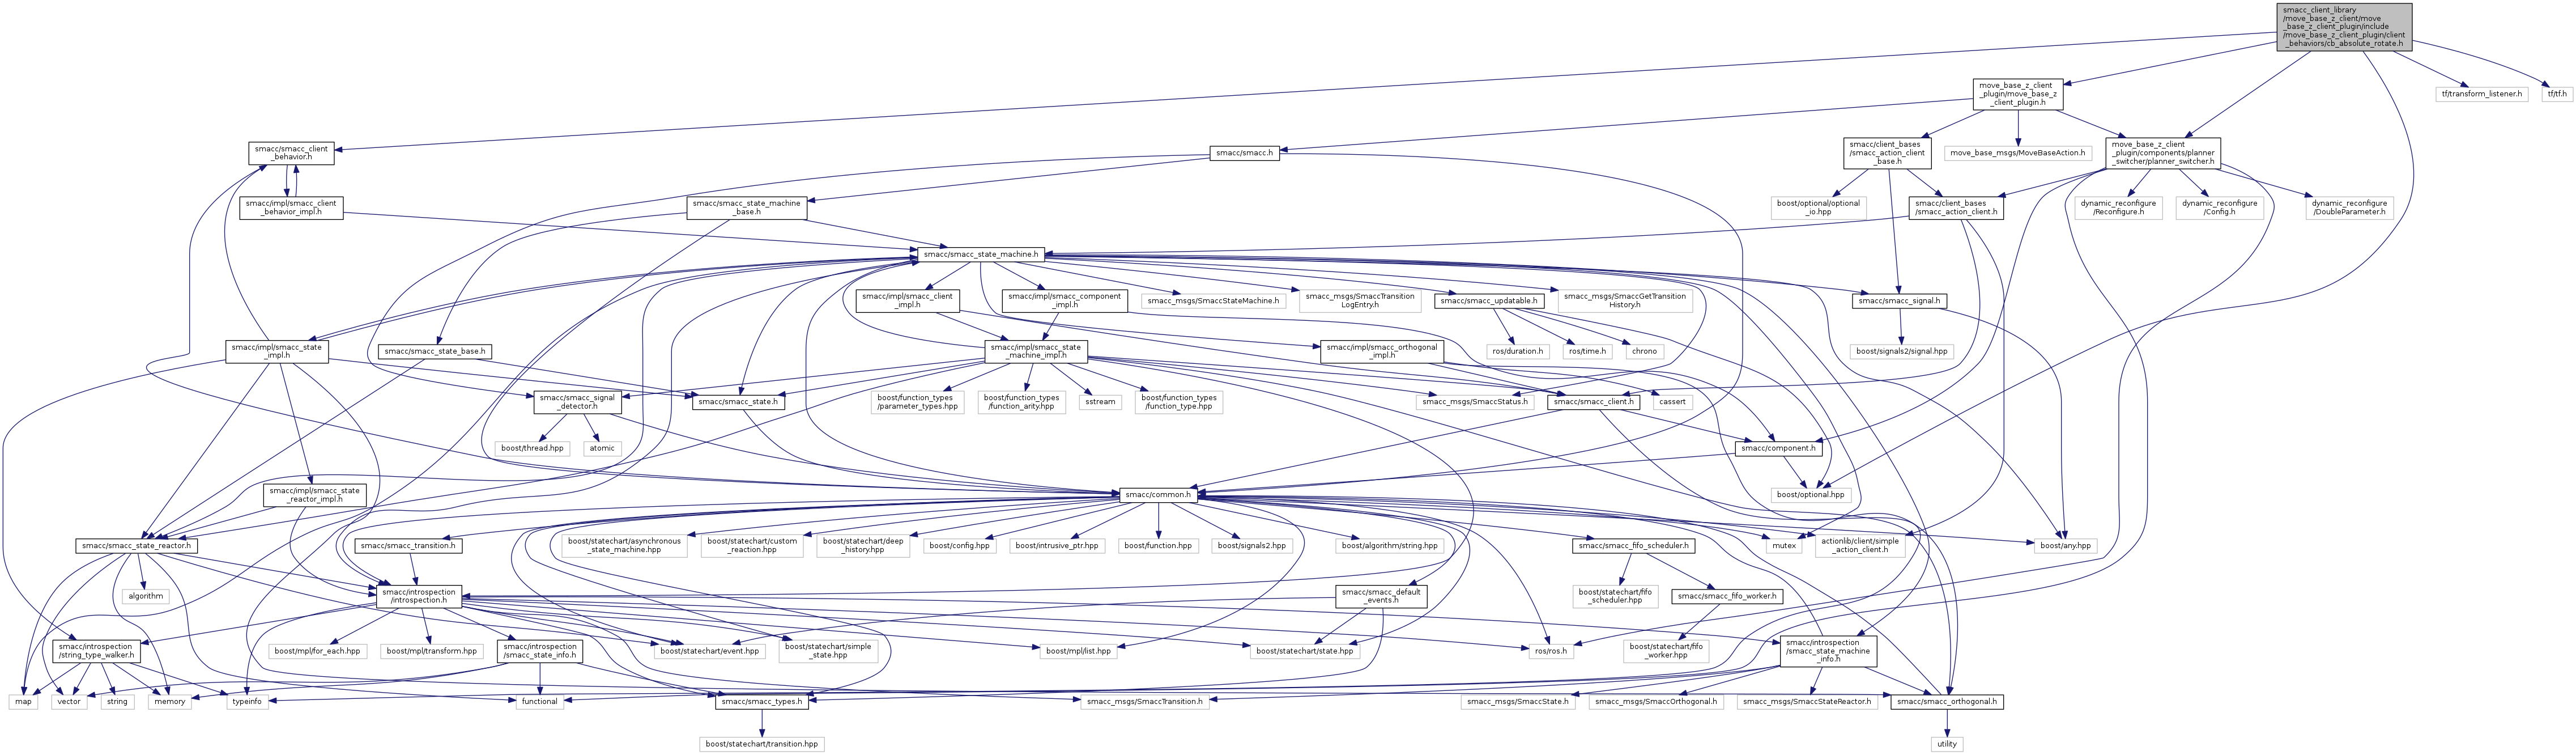 smacc_client_library
/move_base_z_client/move
_base_z_client_plugin/include
/move_base_z_client_plugin/client
_behaviors/cb_absolute_rotate.h
move_base_z_client
_plugin/move_base_z
_client_plugin.h
tf/transform_listener.h
tf/tf.h
smacc/smacc_client
_behavior.h
smacc/smacc.h
smacc/client_bases
/smacc_action_client
_base.h
move_base_msgs/MoveBaseAction.h
move_base_z_client
_plugin/components/planner
_switcher/planner_switcher.h
smacc/impl/smacc_client
_behavior_impl.h
smacc/smacc_state_machine
_base.h
boost/optional/optional
_io.hpp
smacc/client_bases
/smacc_action_client.h
dynamic_reconfigure
/Reconfigure.h
dynamic_reconfigure
/Config.h
dynamic_reconfigure
/DoubleParameter.h
smacc/smacc_state_machine.h
smacc/impl/smacc_client
_impl.h
smacc/impl/smacc_component
_impl.h
smacc_msgs/SmaccStateMachine.h
smacc_msgs/SmaccTransition
LogEntry.h
smacc/smacc_updatable.h
smacc_msgs/SmaccGetTransition
History.h
smacc/smacc_signal.h
smacc/impl/smacc_state
_impl.h
smacc/smacc_state_base.h
smacc/impl/smacc_state
_machine_impl.h
smacc/impl/smacc_orthogonal
_impl.h
ros/duration.h
ros/time.h
chrono
boost/signals2/signal.hpp
smacc/smacc_signal
_detector.h
smacc/smacc_state.h
boost/function_types
/parameter_types.hpp
boost/function_types
/function_arity.hpp
sstream
boost/function_types
/function_type.hpp
smacc_msgs/SmaccStatus.h
smacc/smacc_client.h
cassert
boost/thread.hpp
atomic
smacc/component.h
smacc/impl/smacc_state
_reactor_impl.h
smacc/common.h
boost/optional.hpp
smacc/smacc_state_reactor.h
smacc/smacc_transition.h
boost/statechart/asynchronous
_state_machine.hpp
boost/statechart/custom
_reaction.hpp
boost/statechart/deep
_history.hpp
boost/config.hpp
boost/intrusive_ptr.hpp
boost/function.hpp
boost/signals2.hpp
boost/algorithm/string.hpp
smacc/smacc_fifo_scheduler.h
mutex
actionlib/client/simple
_action_client.h
boost/any.hpp
algorithm
smacc/introspection
/introspection.h
smacc/smacc_default
_events.h
boost/statechart/fifo
_scheduler.hpp
smacc/smacc_fifo_worker.h
smacc/introspection
/string_type_walker.h
boost/mpl/for_each.hpp
boost/mpl/transform.hpp
smacc/introspection
/smacc_state_info.h
boost/statechart/event.hpp
boost/statechart/simple
_state.hpp
boost/mpl/list.hpp
boost/statechart/state.hpp
ros/ros.h
boost/statechart/fifo
_worker.hpp
smacc/introspection
/smacc_state_machine
_info.h
map
vector
string
memory
typeinfo
functional
smacc/smacc_types.h
smacc_msgs/SmaccTransition.h
smacc_msgs/SmaccState.h
smacc_msgs/SmaccOrthogonal.h
smacc_msgs/SmaccStateReactor.h
smacc/smacc_orthogonal.h
boost/statechart/transition.hpp
utility